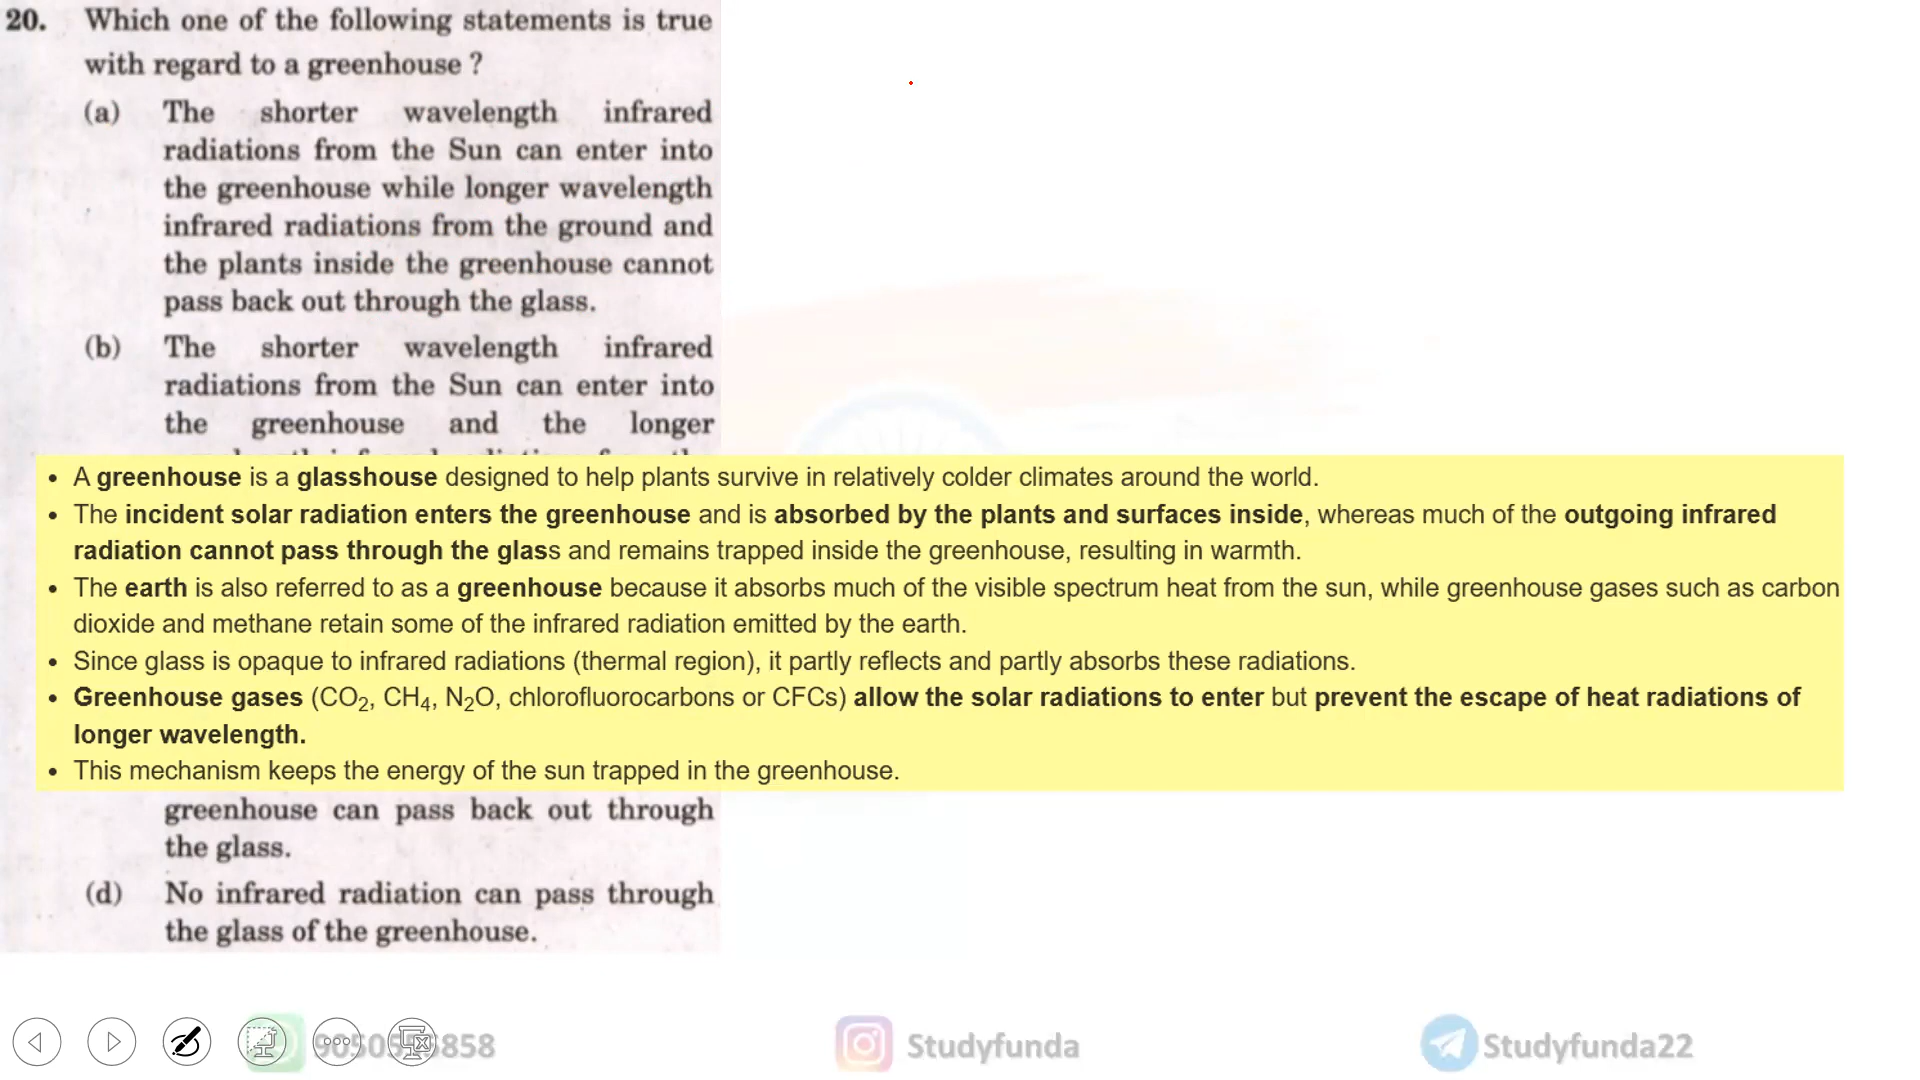 20. Which one of the following statements is true
with regard to a greenhouse ?
(a) The shorter wavelength infrared
radiations from the Sun can enter into
the greenhouse while longer wavelength
infrared radiations from the ground and
the plants inside the greenhouse cannot
pass back out through the glass.
(b) The shorter wavelength infrared
radiations from the Sun can enter into
the greenhouse and the longer
• A greenhouse is a glasshouse designed to help plants survive in relatively colder climates around the world.
• The incident solar radiation enters the greenhouse and is absorbed by the plants and surfaces inside, whereas much of the outgoing infrared
radiation cannot pass through the glass and remains trapped inside the greenhouse, resulting in warmth.
• The earth is also referred to as a greenhouse because it absorbs much of the visible spectrum heat from the sun, while greenhouse gases such as carbon
dioxide and methane retain some of the infrared radiation emitted by the earth.
• Since glass is opaque to infrared radiations (thermal region), it partly reflects and partly absorbs these radiations.
• Greenhouse gases (CO₂, CH₄, N₂O, chlorofluorocarbons or CFCs) allow the solar radiations to enter but prevent the escape of heat radiations of
longer wavelength.
• This mechanism keeps the energy of the sun trapped in the greenhouse.
greenhouse can pass back out through
the glass.
(d) No infrared radiation can pass through
the glass of the greenhouse.
Studyfunda
Studyfunda22